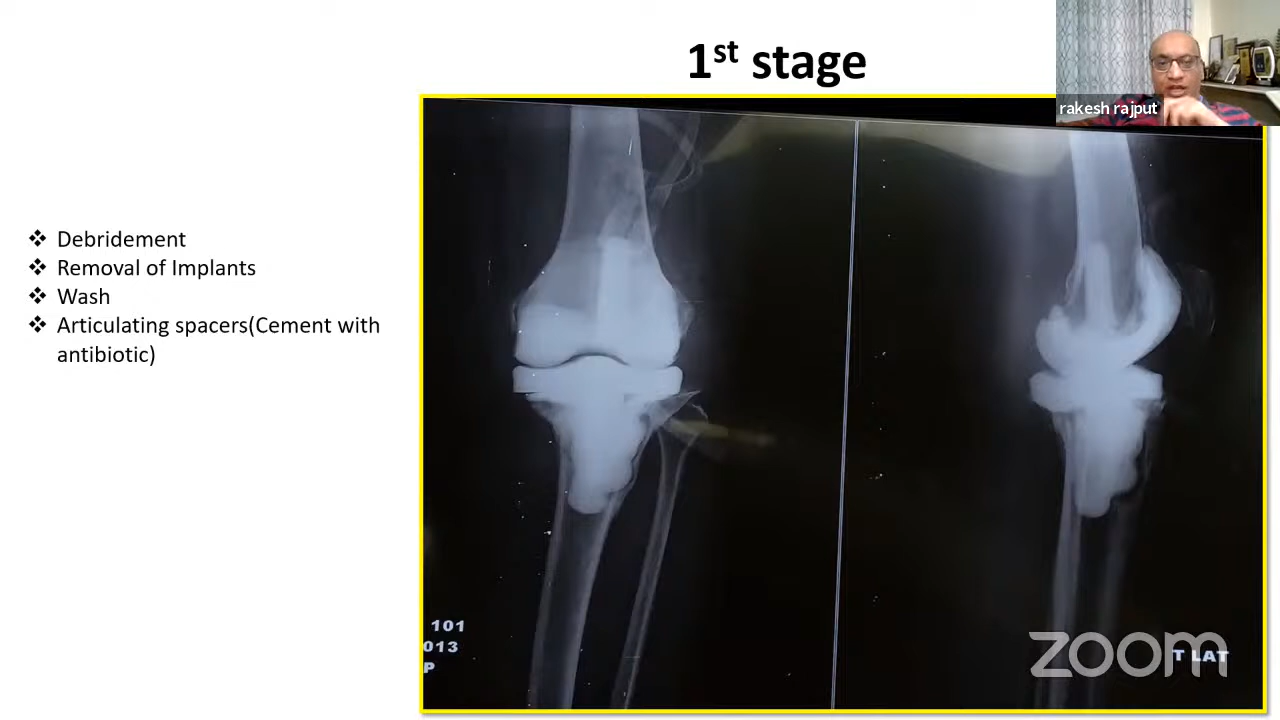 1st stage
rakesh rajput
❖ Debridement
❖ Removal of Implants
❖ Wash
❖ Articulating spacers(Cement with
antibiotic)
101
013
P
T LAT
zoom